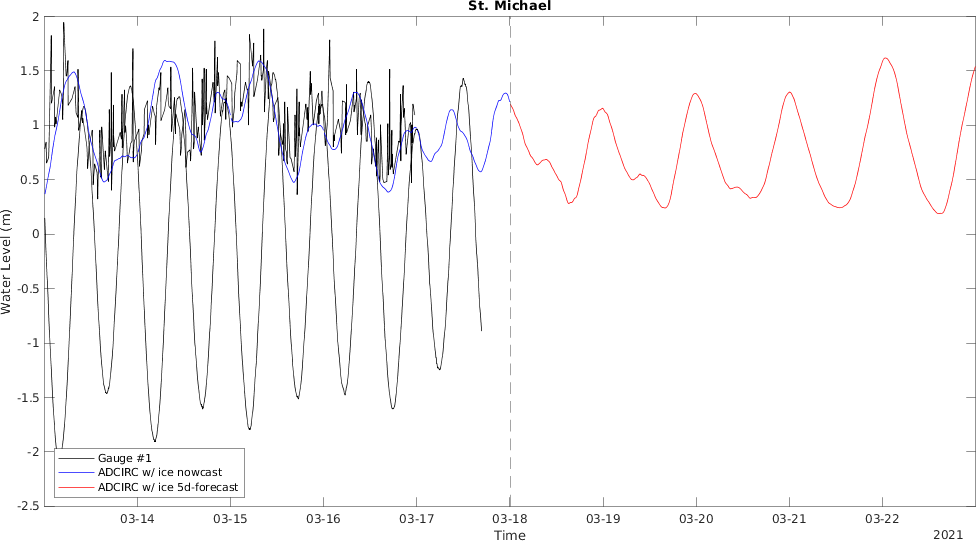 St. Michael
2
1.5
1
0.5
0
-0.5
-1
-1.5
-2
-2.5
Water Level (m)
Gauge #1
ADCIRC w/ ice nowcast
ADCIRC w/ ice 5d-forecast
03-14 03-15 03-16 03-17 03-18 03-19 03-20 03-21 03-22
Time
2021